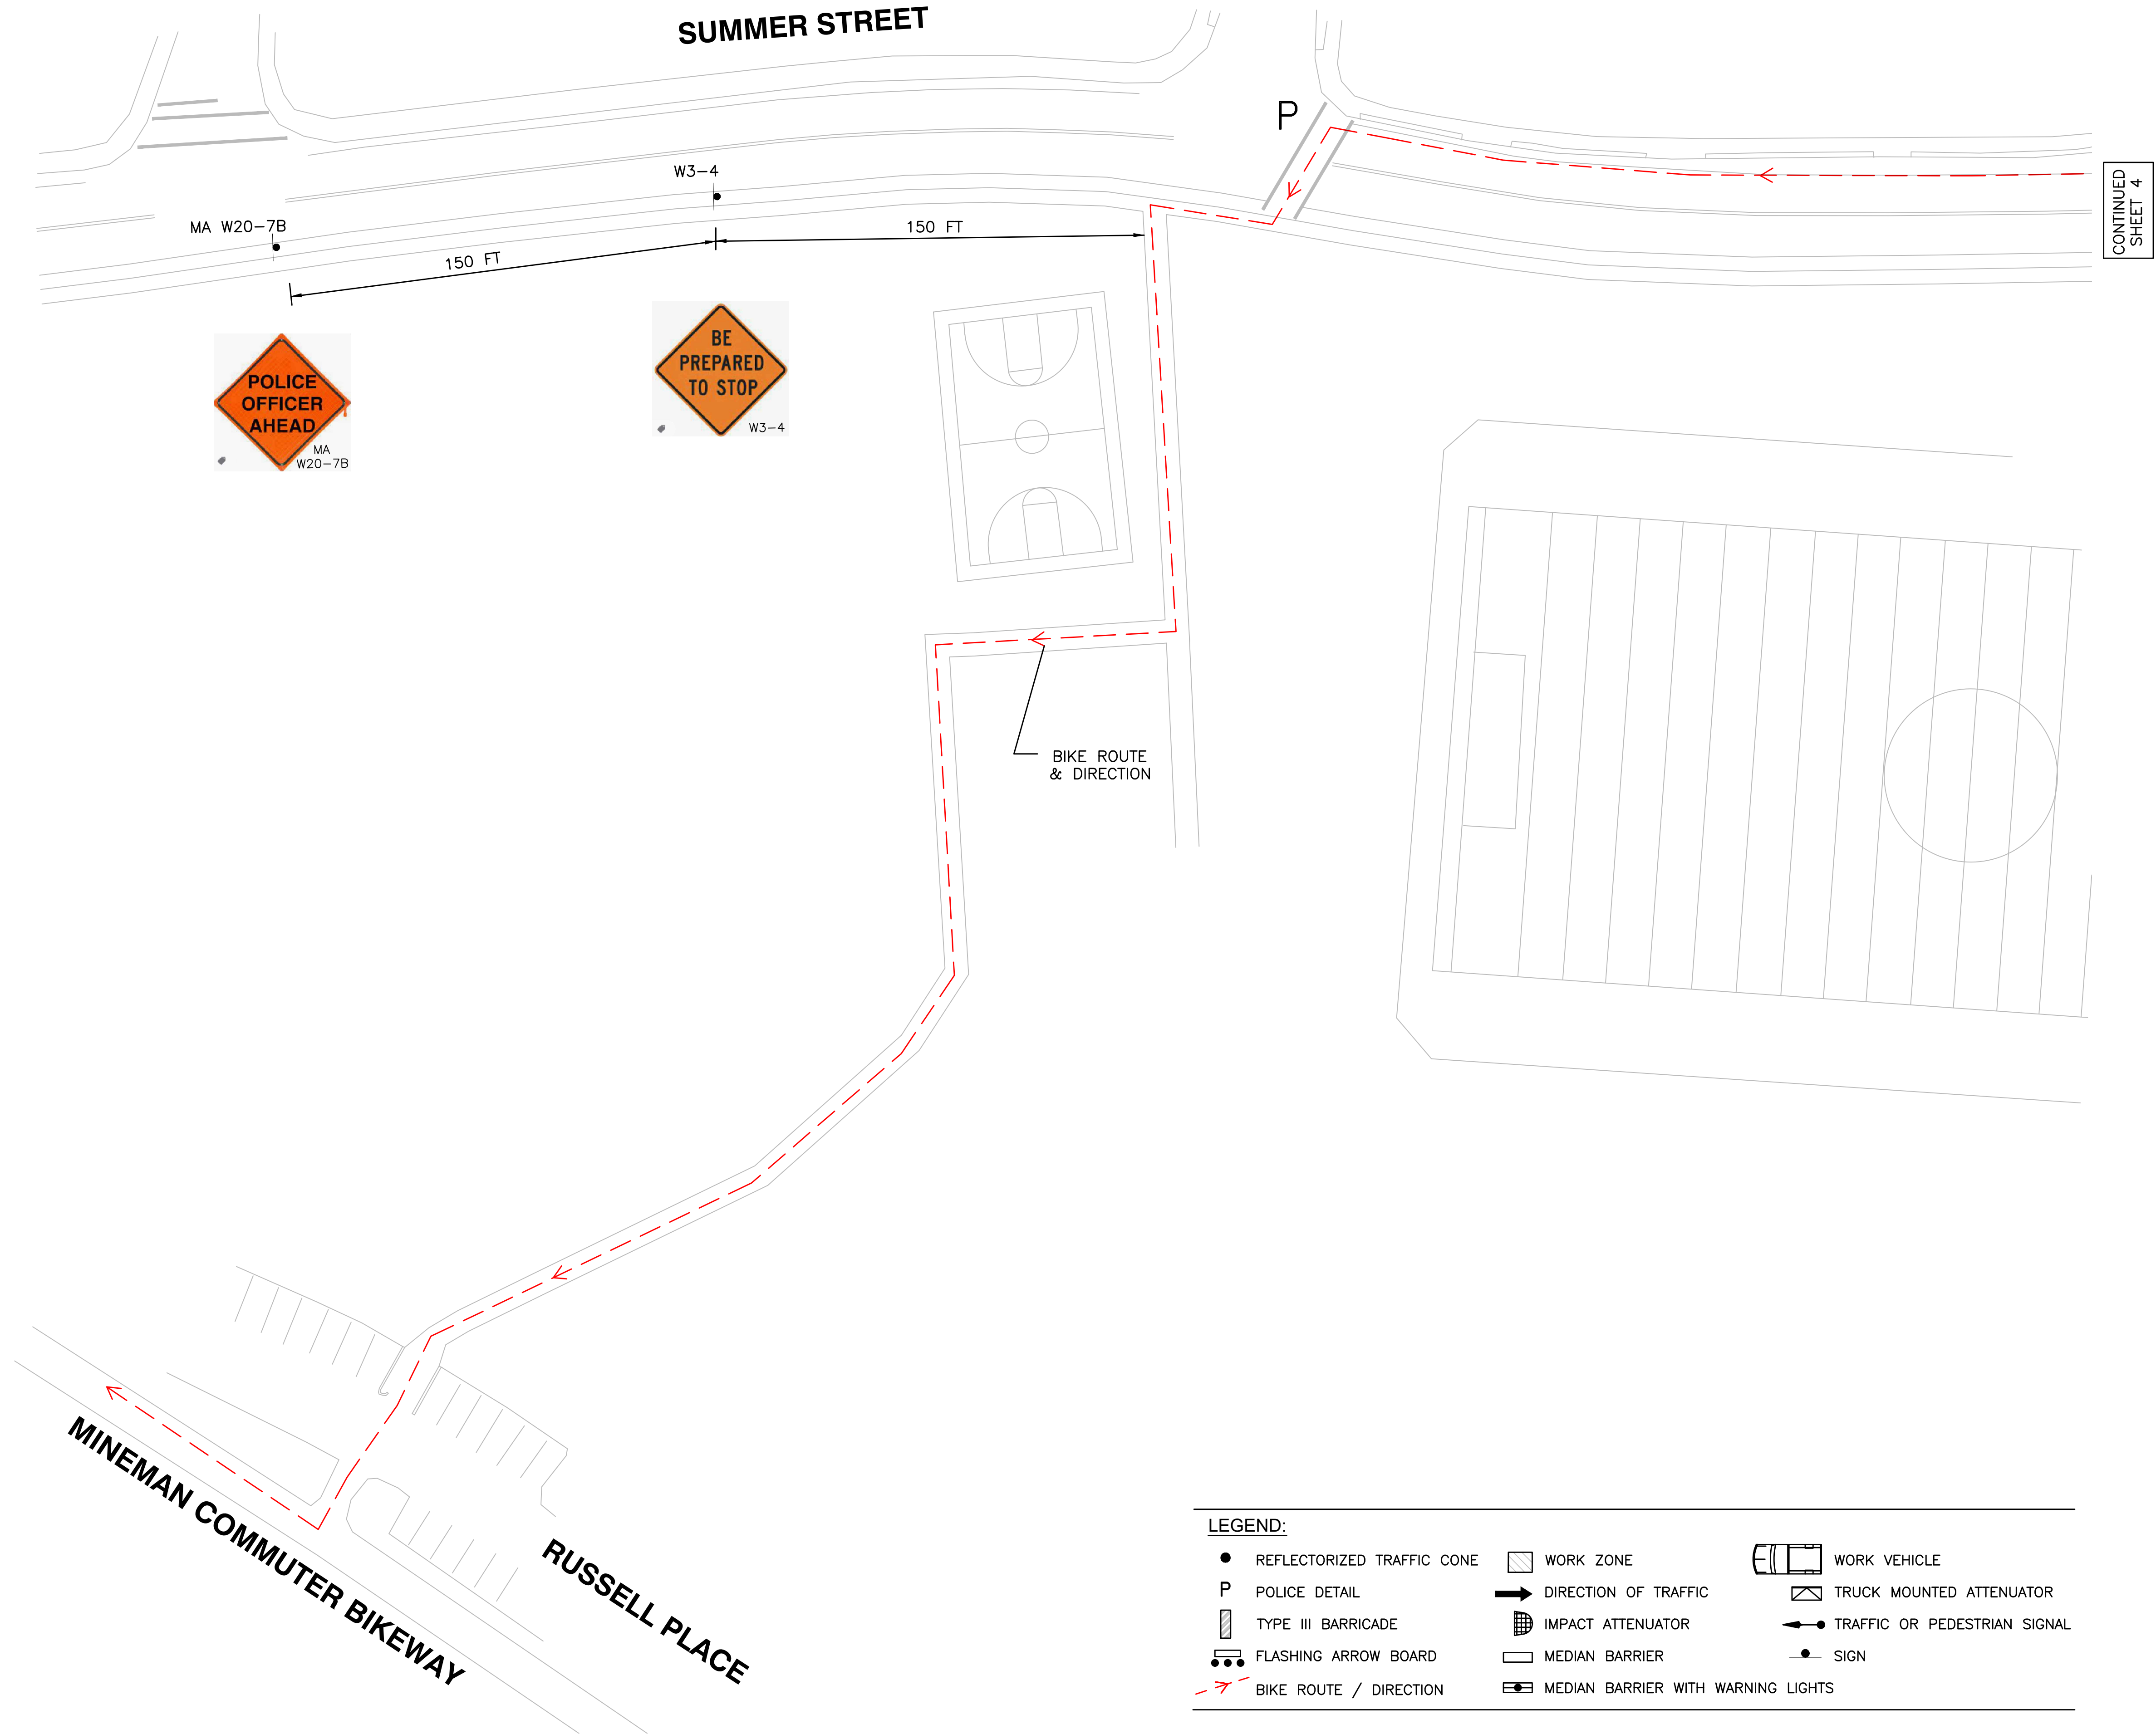 SUMMER STREET
P
W3-4
MA W20-7B
150 FT
150 FT
CONTINUED
SHEET 4
POLICE
OFFICER
AHEAD
MA
W20-7B
BE
PREPARED
TO STOP
W3-4
BIKE ROUTE
& DIRECTION
MINEMAN COMMUTER BIKEWAY
RUSSELL PLACE
LEGEND:
REFLECTORIZED TRAFFIC CONE
P POLICE DETAIL
TYPE III BARRICADE
FLASHING ARROW BOARD
BIKE ROUTE / DIRECTION
WORK ZONE
DIRECTION OF TRAFFIC
IMPACT ATTENUATOR
MEDIAN BARRIER
MEDIAN BARRIER WITH WARNING LIGHTS
WORK VEHICLE
TRUCK MOUNTED ATTENUATOR
TRAFFIC OR PEDESTRIAN SIGNAL
SIGN